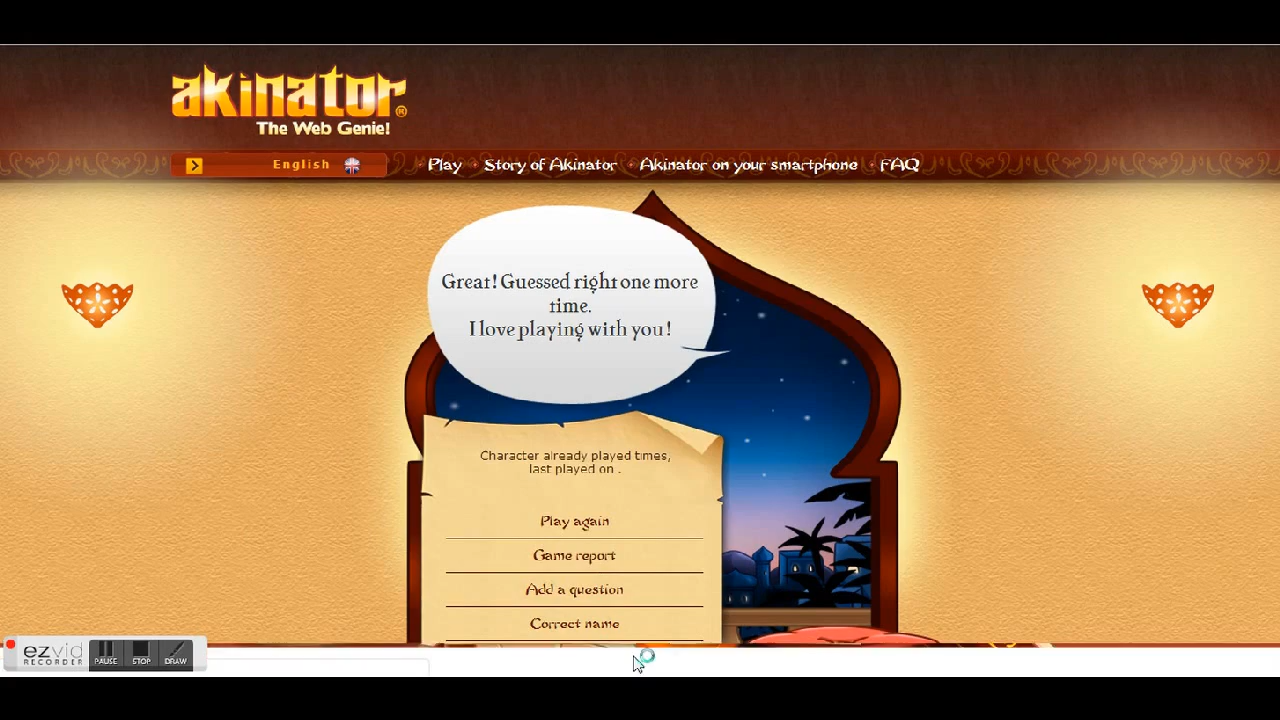 akinator®
The Web Genie!
English
Play
Story of Akinator
Akinator on your smartphone
FAQ
Great! Guessed right one more
time.
I love playing with you!
Character already played times,
last played on .
Play again
Game report
Add a question
Correct name
ezvid
RECORDER
PAUSE
STOP
DRAW